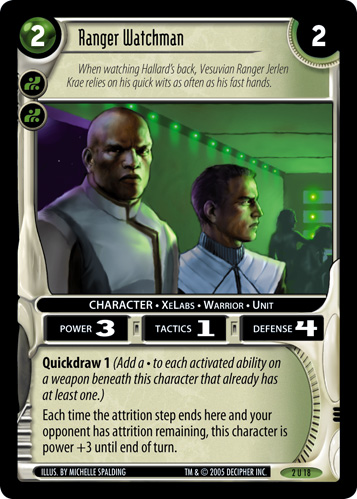 2 Ranger Watchman 2
When watching Hallard's back, Vesuvian Ranger Jerlen
Krae relies on his quick wits as often as his fast hands.
CHARACTER • XELABS • WARRIOR • UNIT
POWER 3 TACTICS 1 DEFENSE 4
Quickdraw 1 (Add a • to each activated ability on
a weapon beneath this character that already has
at least one.)
Each time the attrition step ends here and your
opponent has attrition remaining, this character is
power +3 until end of turn.
ILLUS. BY MICHELLE SPALDING TM & © 2005 DECIPHER INC. 2 U 18